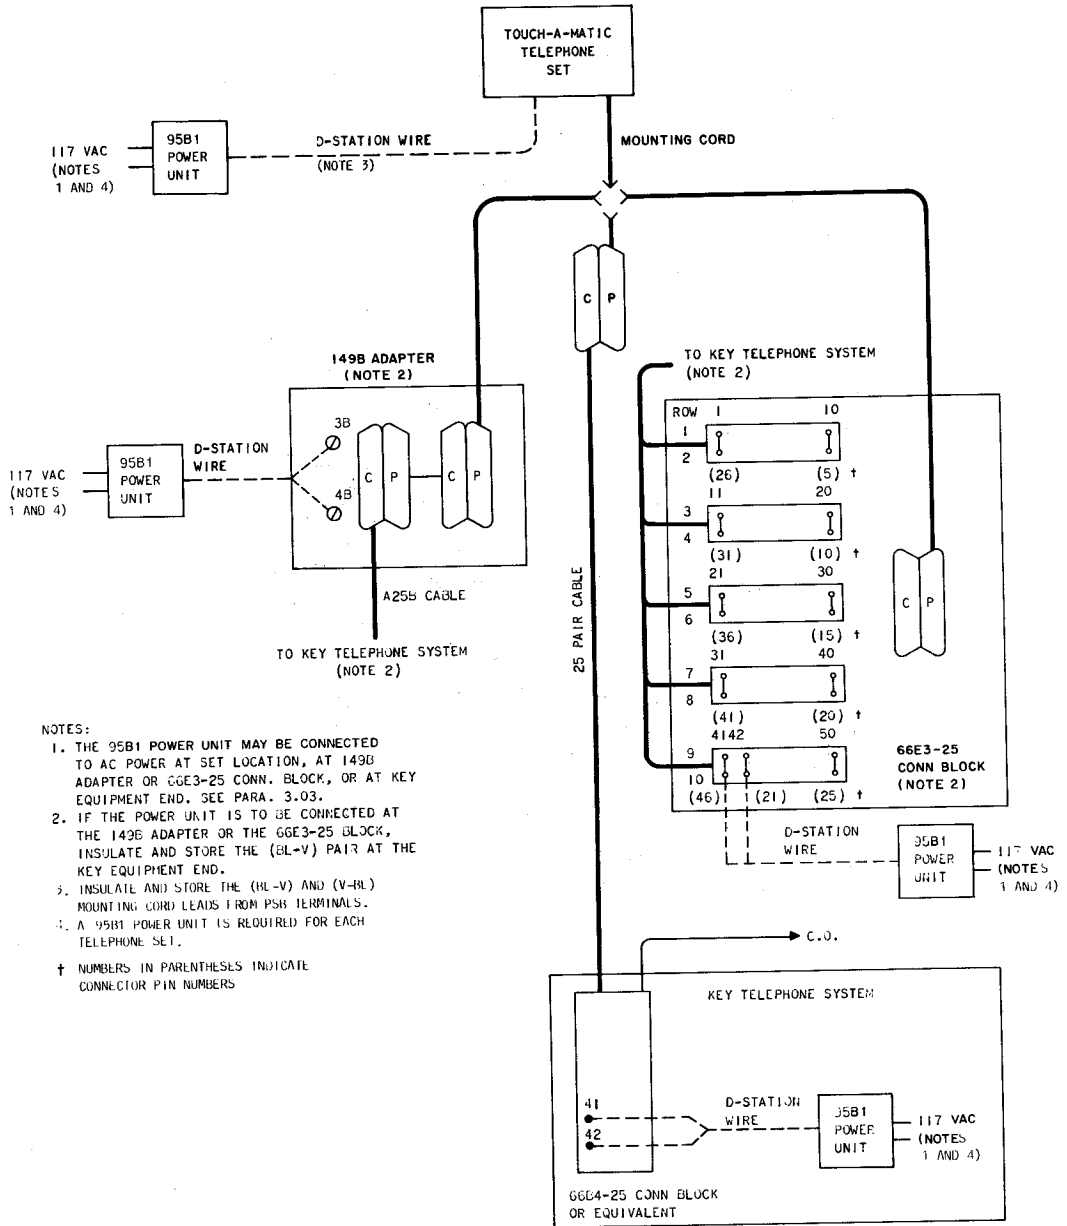 TOUCH-A-MATIC
TELEPHONE
SET
95B1
POWER
UNIT
117 VAC
(NOTES
1 AND 4)
D-STATION WIRE
(NOTE 3)
MOUNTING CORD
C P
149B ADAPTER
(NOTE 2)
3B
4B
C P
C P
D-STATION
WIRE
95B1
POWER
UNIT
117 VAC
(NOTES
1 AND 4)
A25B CABLE
TO KEY TELEPHONE SYSTEM
(NOTE 2)
25 PAIR CABLE
TO KEY TELEPHONE SYSTEM
(NOTE 2)
ROW 1 10
1
2
(26) (5) †
11 20
3
4
(31) (10) †
21 30
5
6
(36) (15) †
31 40
7
8
(41) (20) †
41 42 50
9
10
(46) (21) (25) †
C P
66E3-25
CONN BLOCK
(NOTE 2)
D-STATION
WIRE
95B1
POWER
UNIT
117 VAC
(NOTES
1 AND 4)
NOTES:
1. THE 95B1 POWER UNIT MAY BE CONNECTED
TO AC POWER AT SET LOCATION, AT 149B
ADAPTER OR 66E3-25 CONN. BLOCK, OR AT KEY
EQUIPMENT END. SEE PARA. 3.03.
2. IF THE POWER UNIT IS TO BE CONNECTED AT
THE 149B ADAPTER OR THE 66E3-25 BLOCK,
INSULATE AND STORE THE (BL-V) PAIR AT THE
KEY EQUIPMENT END.
3. INSULATE AND STORE THE (BL-V) AND (V-BL)
MOUNTING CORD LEADS FROM PSB TERMINALS.
4. A 95B1 POWER UNIT IS REQUIRED FOR EACH
TELEPHONE SET.
† NUMBERS IN PARENTHESES INDICATE
CONNECTOR PIN NUMBERS
C.O.
KEY TELEPHONE SYSTEM
41
42
D-STATION
WIRE
95B1
POWER
UNIT
117 VAC
(NOTES
1 AND 4)
66B4-25 CONN BLOCK
OR EQUIVALENT